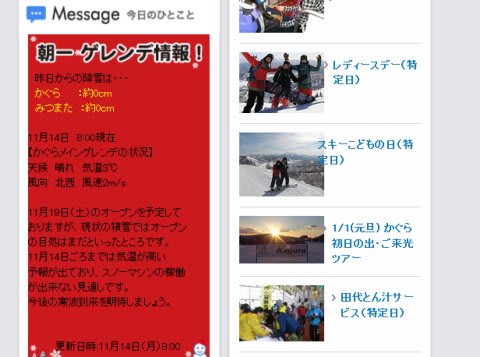 Message 今日のひとこと
朝一 ゲレンデ情報！
昨日からの降雪は・・・
かぐら　：約0cm
みつまた　：約0cm
11月14日　8:00現在
【かぐらメインゲレンデの状況】
天候　晴れ　気温3℃
風向　北西　風速2m/s
11月19日(土)のオープンを予定して
おりますが、現状の積雪ではオープン
の目処はまだといったところです。
11月14日ごろまでは気温が高い
予報が出ており、スノーマシンの稼働
が出来ない見通しです。
今後の寒波到来を期待しましょう。
更新日時:11月14日(月)8:00
レディースデー(特
定日)
スキーこどもの日(特
定日)
1/1(元旦) かぐら
初日の出・ご来光
ツアー
Kagura
田代とん汁サー
ビス(特定日)